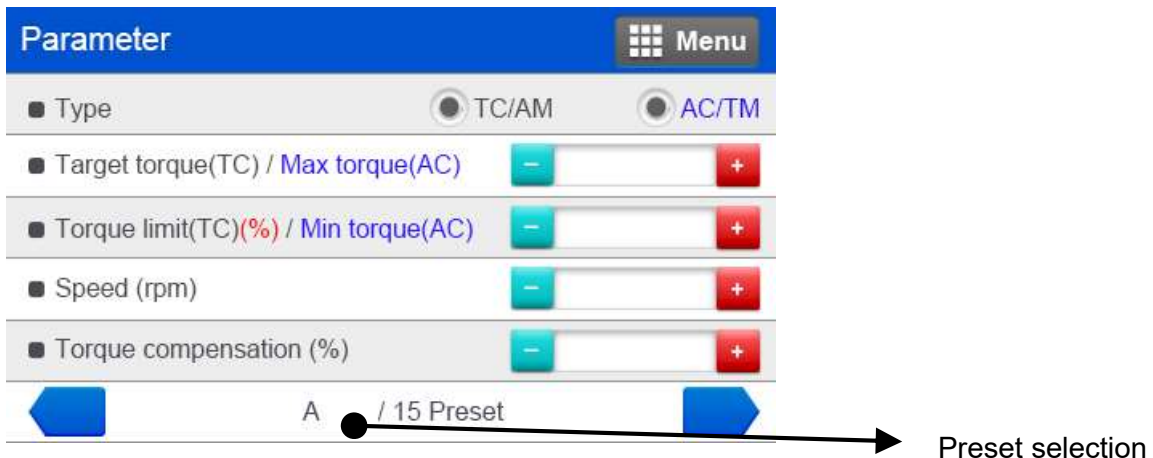 Parameter Menu
Type TC/AM AC/TM
Target torque(TC) / Max torque(AC) − +
Torque limit(TC)(%) / Min torque(AC) − +
Speed (rpm) − +
Torque compensation (%) − +
A / 15 Preset
Preset selection